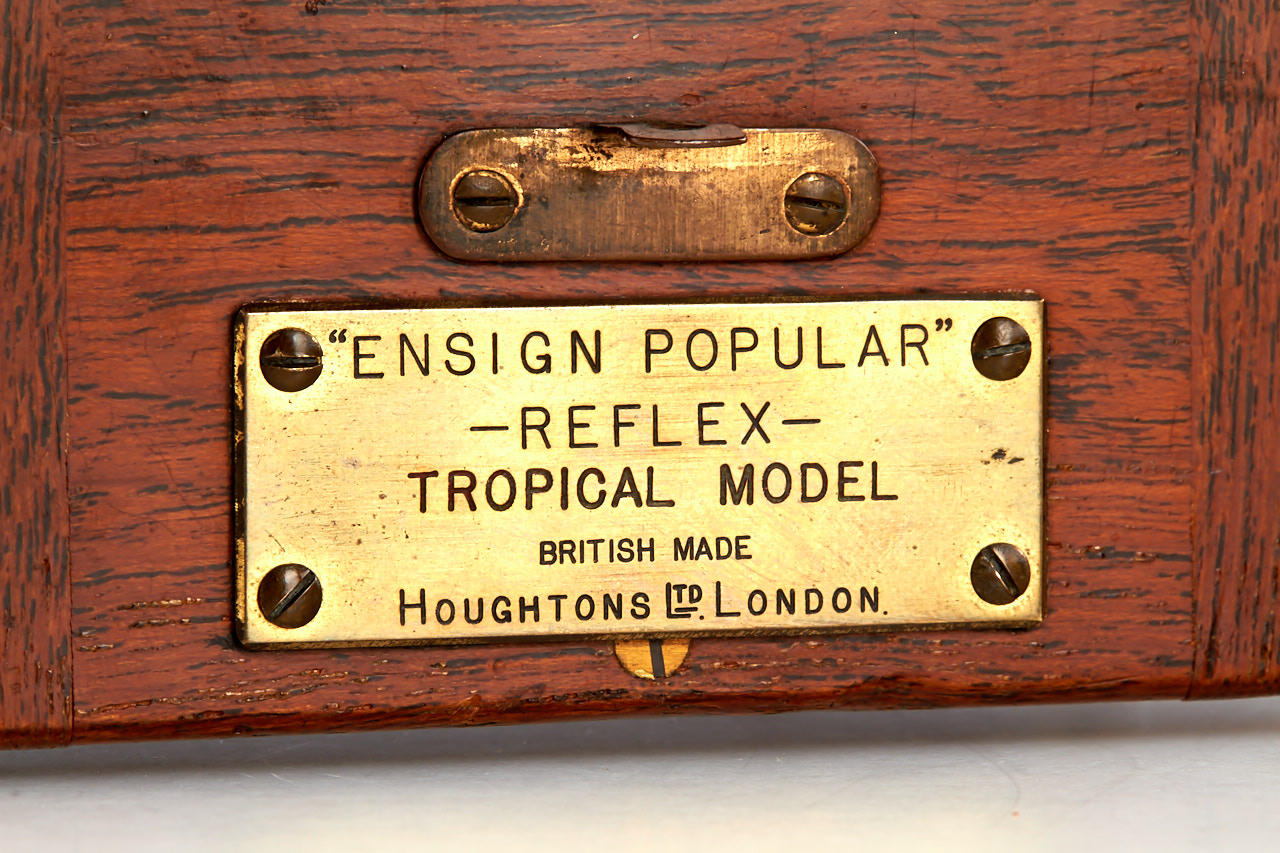 “ENSIGN POPULAR”
–REFLEX–
TROPICAL MODEL
BRITISH MADE
HOUGHTONS LTD. LONDON.